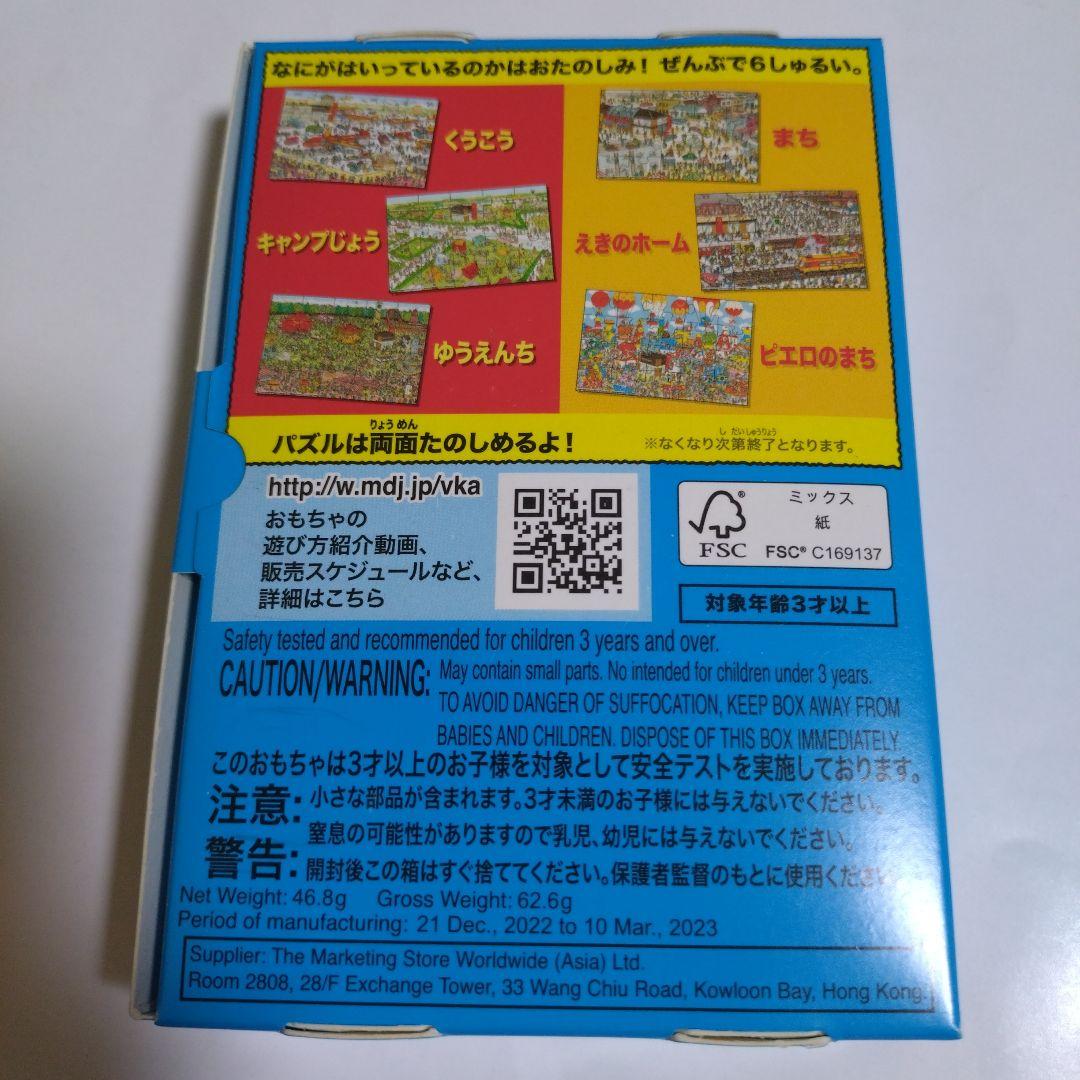 なにがはいっているのかはおたのしみ! ぜんぶで6しゅるい。
くうこう
まち
キャンプじょう
えきのホーム
ゆうえんち
ピエロのまち
りょう めん
パズルは両面たのしめるよ!
し だいしゅうりょう
※なくなり次第終了となります。
http://w.mdj.jp/vka
おもちゃの
遊び方紹介動画、
販売スケジュールなど、
詳細はこちら
ミックス
紙
FSC® C169137
®
FSC
対象年齢3才以上
Safety tested and recommended for children 3 years and over.
CAUTION/WARNING: May contain small parts. No intended for children under 3 years.
TO AVOID DANGER OF SUFFOCATION, KEEP BOX AWAY FROM
BABIES AND CHILDREN. DISPOSE OF THIS BOX IMMEDIATELY.
このおもちゃは3才以上のお子様を対象として安全テストを実施しております。
注意: 小さな部品が含まれます。3才未満のお子様には与えないでください。
警告: 窒息の可能性がありますので乳児、幼児には与えないでください。
開封後この箱はすぐ捨ててください。保護者監督のもとに使用くださ
Net Weight: 46.8g Gross Weight: 62.6g
Period of manufacturing: 21 Dec., 2022 to 10 Mar., 2023
Supplier: The Marketing Store Worldwide (Asia) Ltd.
Room 2808, 28/F Exchange Tower, 33 Wang Chiu Road, Kowloon Bay, Hong Kong.